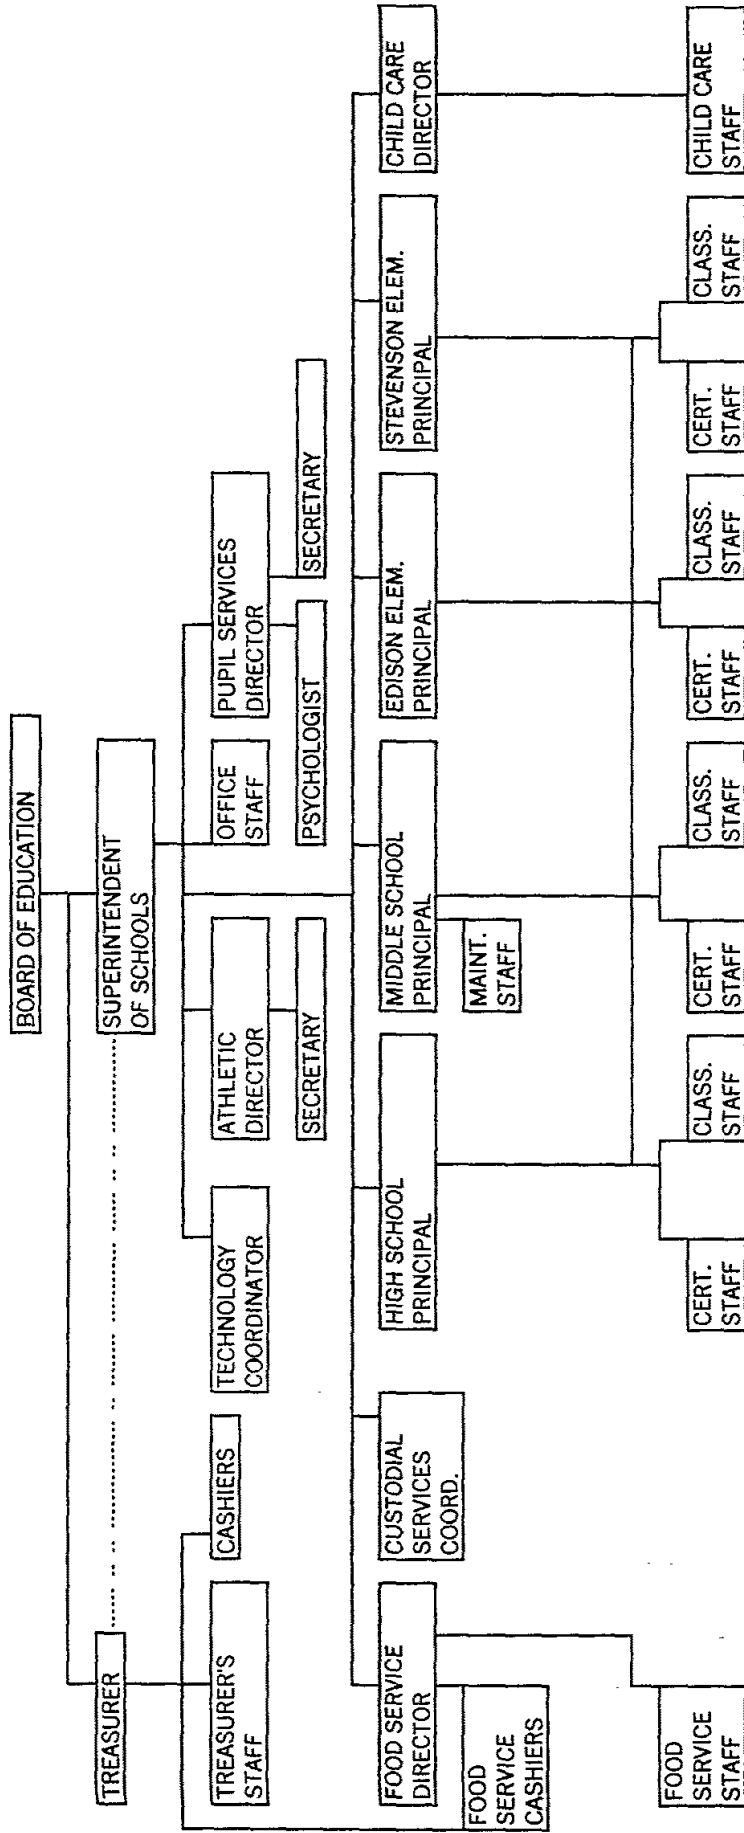 BOARD OF EDUCATION
TREASURER
SUPERINTENDENT
OF SCHOOLS
TREASURER'S
STAFF
CASHIERS
TECHNOLOGY
COORDINATOR
ATHLETIC
DIRECTOR
OFFICE
STAFF
PUPIL SERVICES
DIRECTOR
SECRETARY
PSYCHOLOGIST
SECRETARY
FOOD SERVICE
DIRECTOR
CUSTODIAL
SERVICES
COORD.
HIGH SCHOOL
PRINCIPAL
MIDDLE SCHOOL
PRINCIPAL
EDISON ELEM.
PRINCIPAL
STEVENSON ELEM.
PRINCIPAL
CHILD CARE
DIRECTOR
FOOD
SERVICE
CASHIERS
MAINT.
STAFF
FOOD
SERVICE
STAFF
CERT.
STAFF
CLASS.
STAFF
CERT.
STAFF
CLASS.
STAFF
CERT.
STAFF
CLASS.
STAFF
CERT.
STAFF
CLASS.
STAFF
CHILD CARE
STAFF